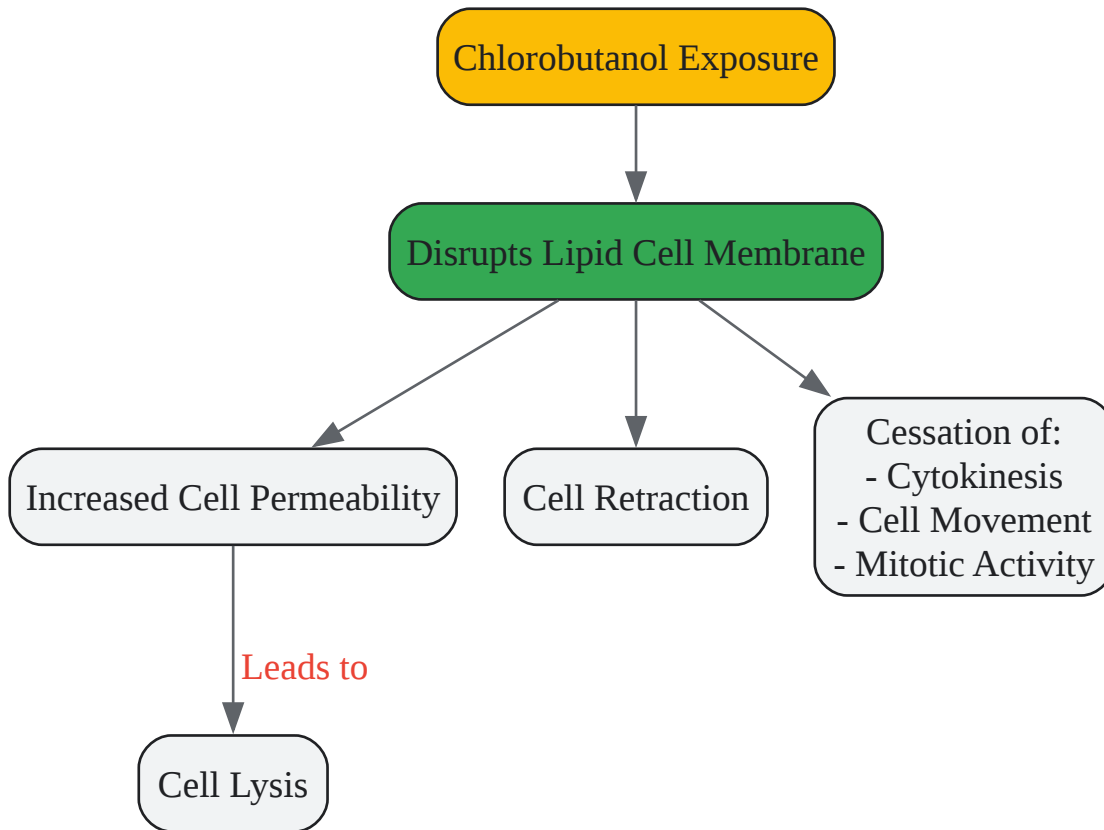 Chlorobutanol Exposure
Disrupts Lipid Cell Membrane
Increased Cell Permeability
Cell Retraction
Cessation of:
- Cytokinesis
- Cell Movement
- Mitotic Activity
Leads to
Cell Lysis